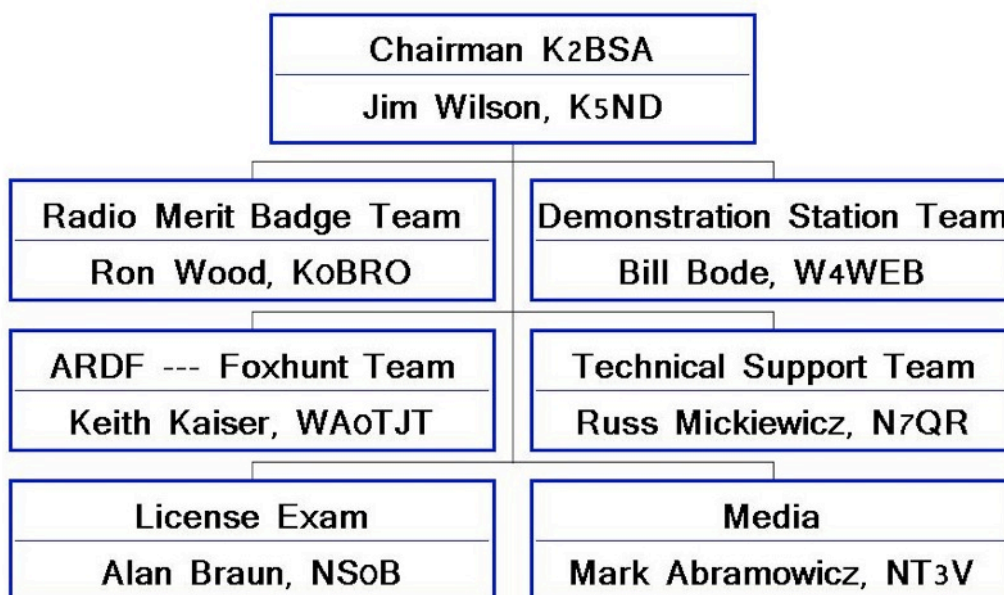 Chairman K2BSA
Jim Wilson, K5ND
Radio Merit Badge Team
Ron Wood, K0BRO
Demonstration Station Team
Bill Bode, W4WEB
ARDF --- Foxhunt Team
Keith Kaiser, WA0TJT
Technical Support Team
Russ Mickiewicz, N7QR
License Exam
Alan Braun, NS0B
Media
Mark Abramowicz, NT3V